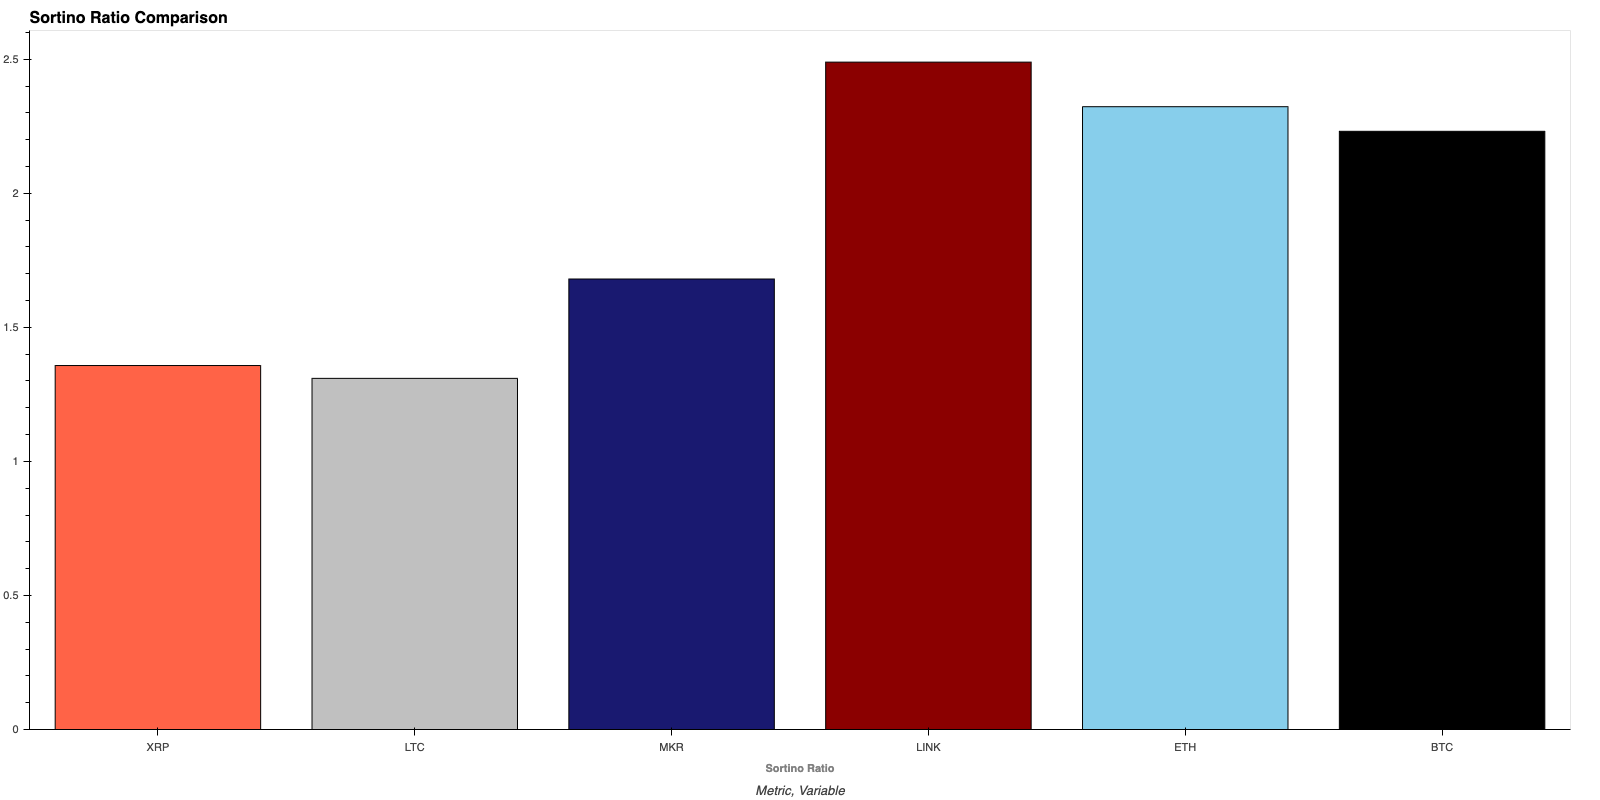 Sortino Ratio Comparison
2.5
2
1.5
1
0.5
0
XRP LTC MKR LINK ETH BTC
Sortino Ratio
Metric, Variable